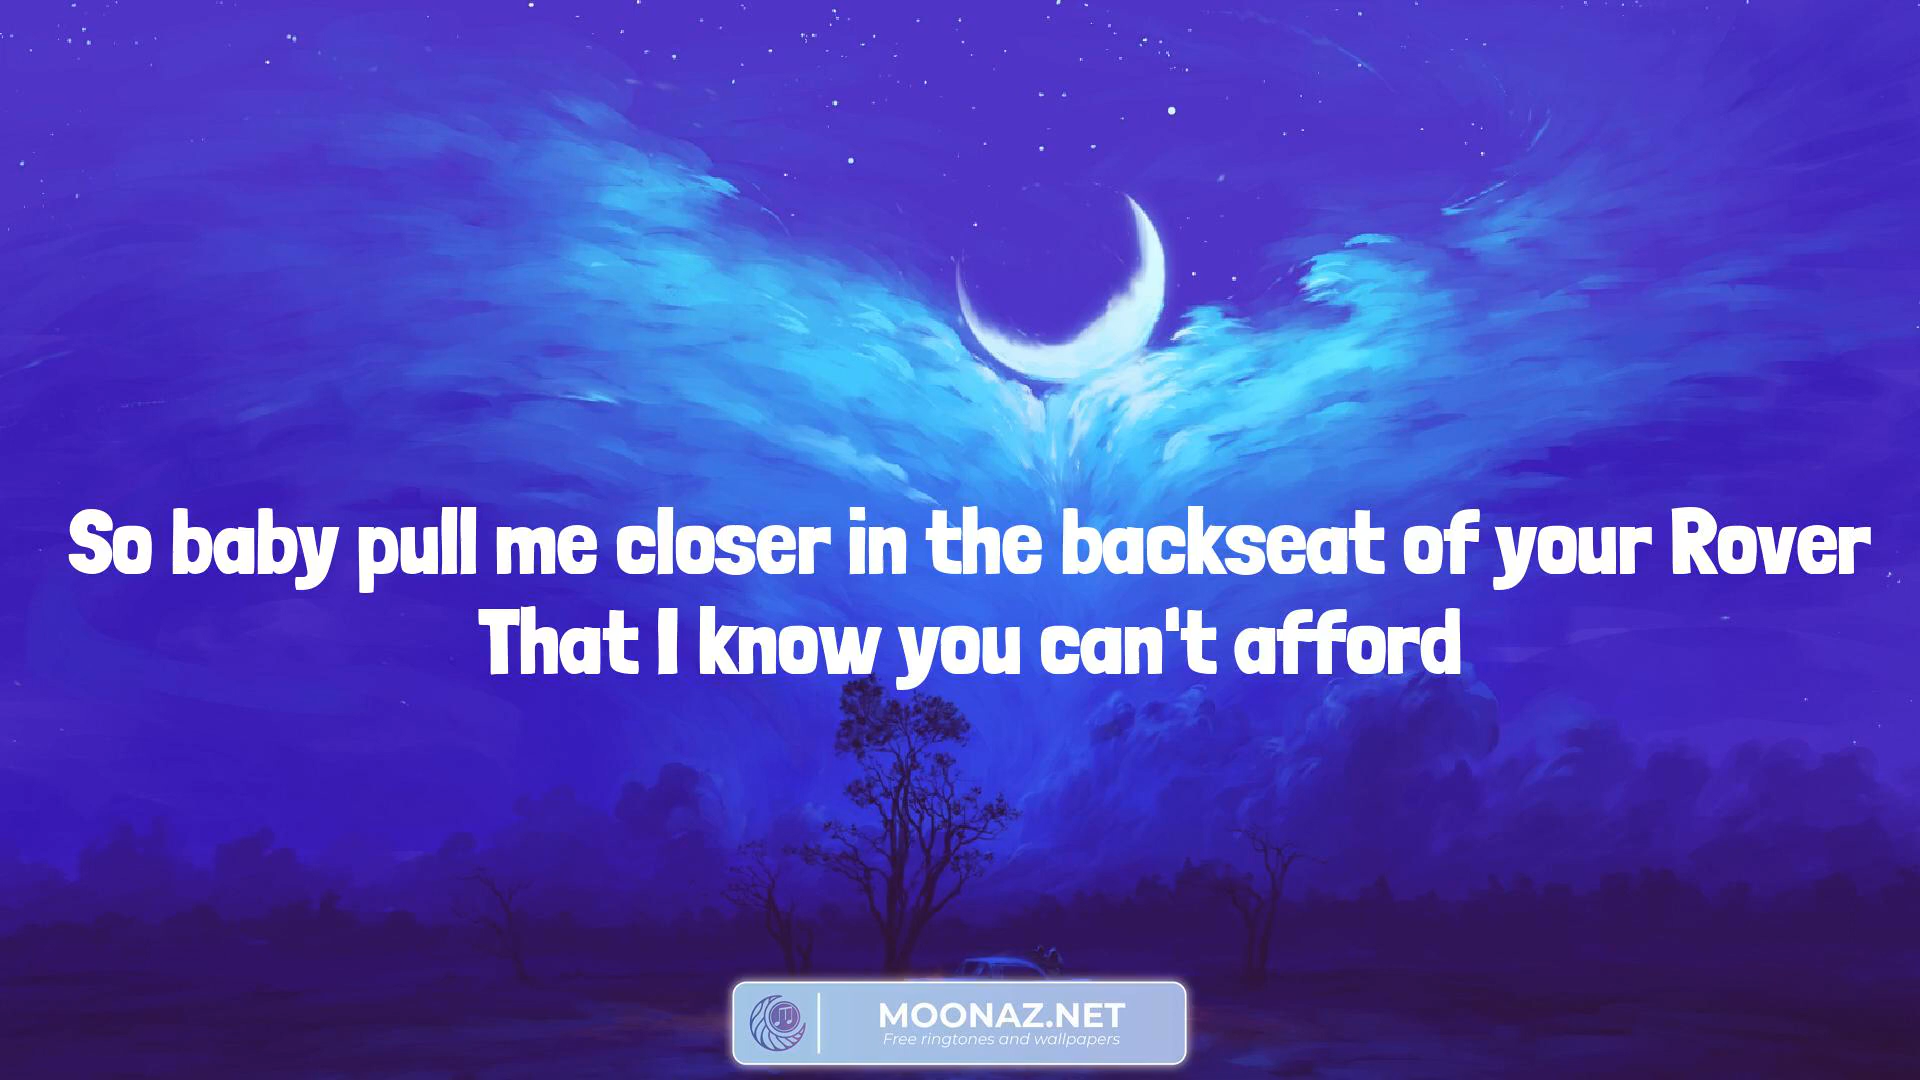 So baby pull me closer in the backseat of your Rover
That I know you can't afford
MOONAZ.NET
Free ringtones and wallpapers